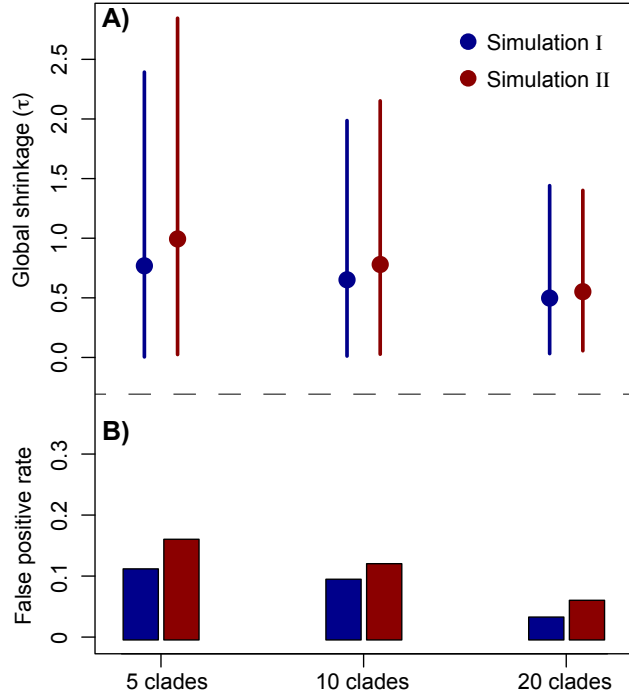 A)
Simulation I
Simulation II
Global shrinkage (τ)
2.5
2.0
1.5
1.0
0.5
0.0
B)
False positive rate
0.3
0.2
0.1
0
5 clades
10 clades
20 clades